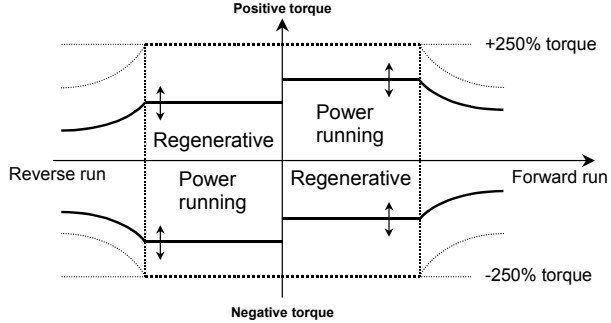 Positive torque
+250% torque
Power
running
Regenerative
Reverse run
Power
running
Regenerative
Forward run
-250% torque
Negative torque